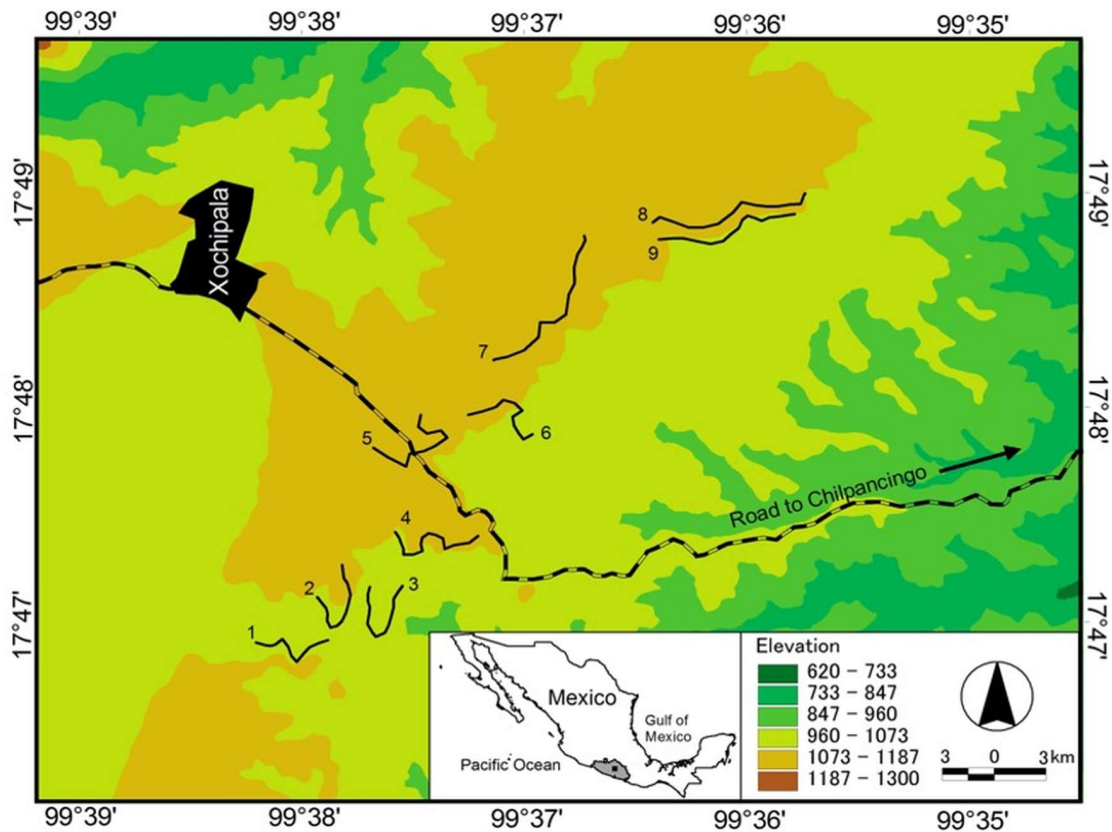 99°39' 99°38' 99°37' 99°36' 99°35'
17°49'
17°49'
Xochipala
8
9
7
17°48'
17°48'
5
6
Road to Chilpancingo
4
2
3
1
17°47'
17°47'
Mexico
Gulf of
Mexico
Pacific Ocean
Elevation
620 - 733
733 - 847
847 - 960
960 - 1073
1073 - 1187
1187 - 1300
3 0 3 km
99°39' 99°38' 99°37' 99°36' 99°35'